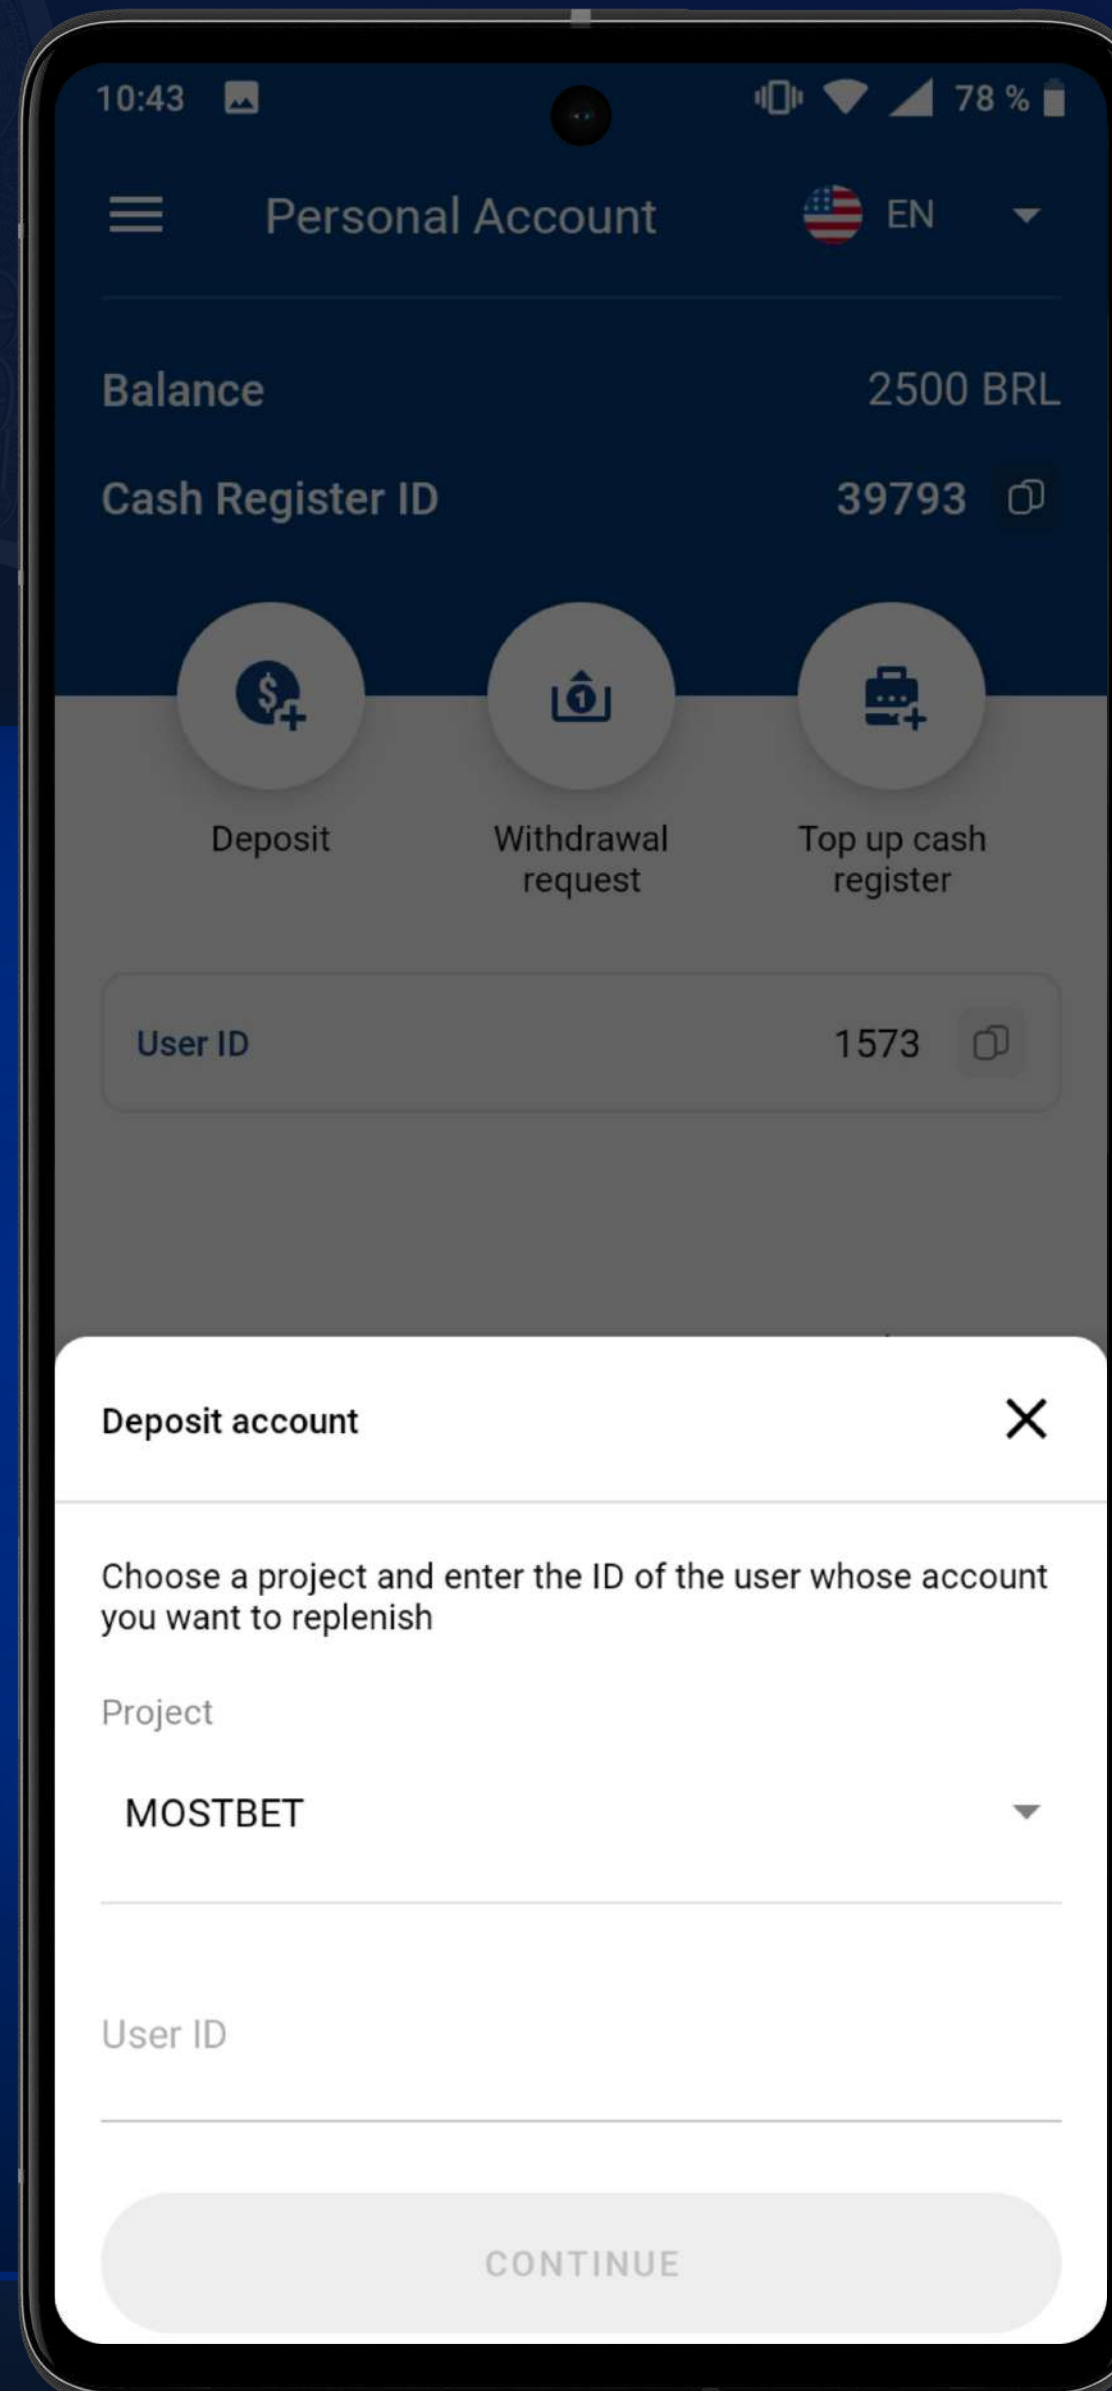 10:43
78 %
Personal Account
EN
Balance
2500 BRL
Cash Register ID
39793
Deposit
Withdrawal
request
Top up cash
register
User ID
1573
Deposit account
Choose a project and enter the ID of the user whose account
you want to replenish
Project
MOSTBET
User ID
CONTINUE